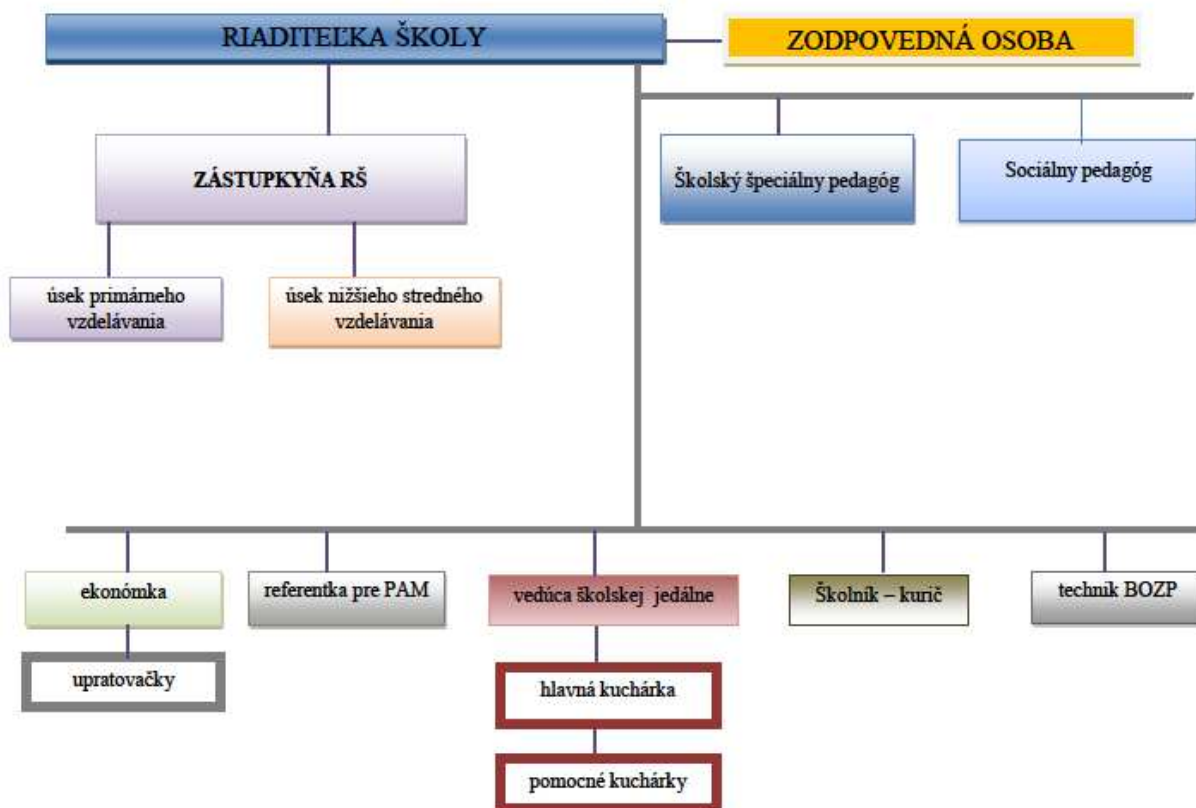 RIADITEĽKA ŠKOLY
ZODPOVEDNÁ OSOBA
ZÁSTUPKYŇA RŠ
Školský špeciálny pedagóg
Sociálny pedagóg
úsek primárneho
vzdelávania
úsek nižšieho stredného
vzdelávania
ekonómka
referentka pre PAM
vedúca školskej jedálne
Školník – kurič
technik BOZP
upratovačky
hlavná kuchárka
pomocné kuchárky